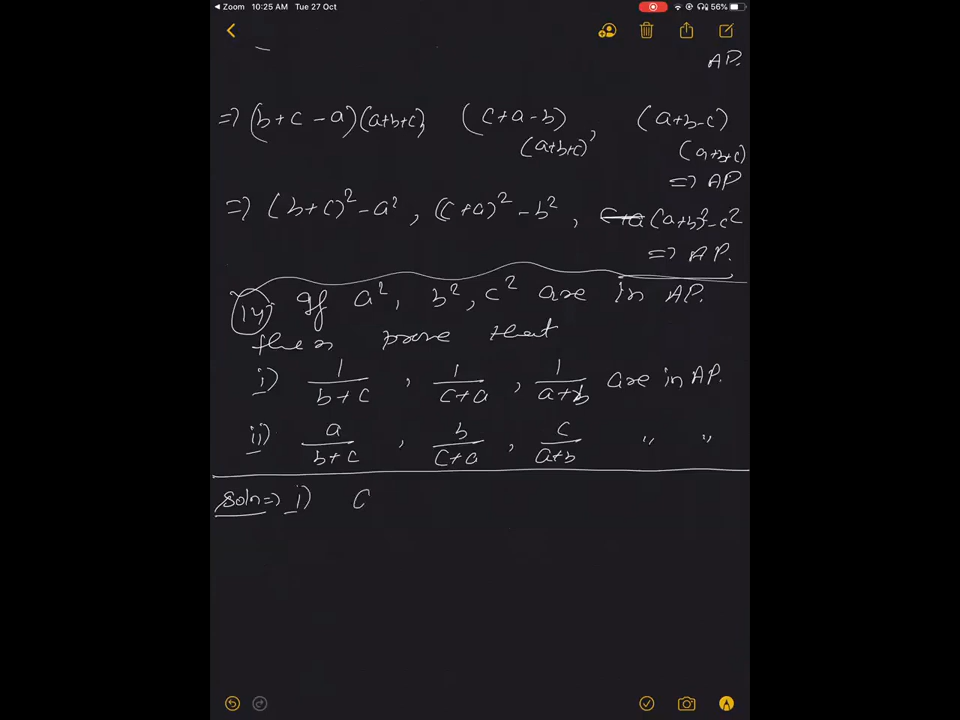 Zoom 10:25 AM Tue 27 Oct 56%
AP.
=> (b+c-a)(a+b+c), (c+a-b)(a+b+c), (a+b-c)(a+b+c)
=> AP
=> (b+c)²-a², (c+a)²-b², c+a (a+b)²-c²
=> AP.
14 If a², b², c² are in AP.
then prove that
i) 1/(b+c), 1/(c+a), 1/(a+b) are in AP.
ii) a/(b+c), b/(c+a), c/(a+b) " "
Soln=> i) C